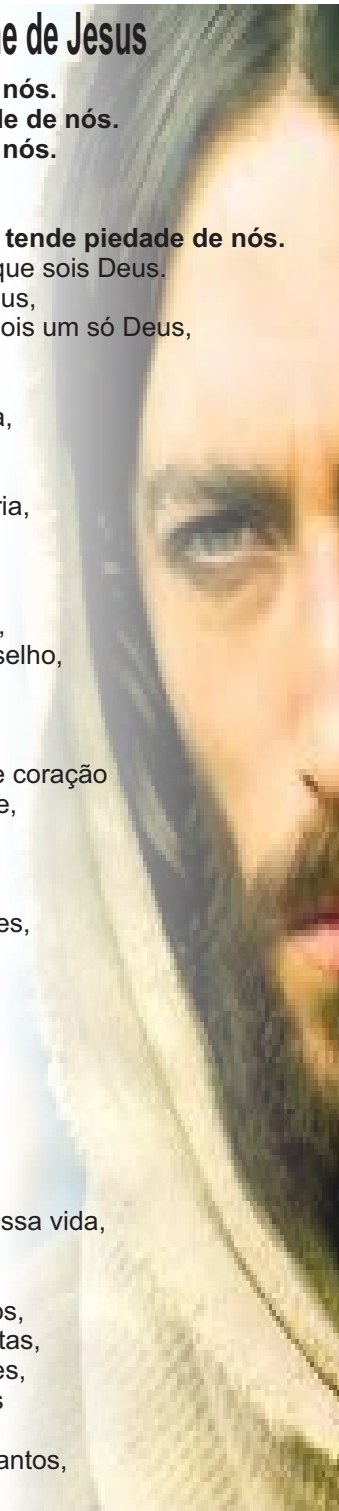 e de Jesus
nós.
de de nós.
nós.
tende piedade de nós.
que sois Deus.
us,
ois um só Deus,
a,
ria,
,
selho,
e coração
e,
es,
ssa vida,
os,
tas,
es,
s
antos,